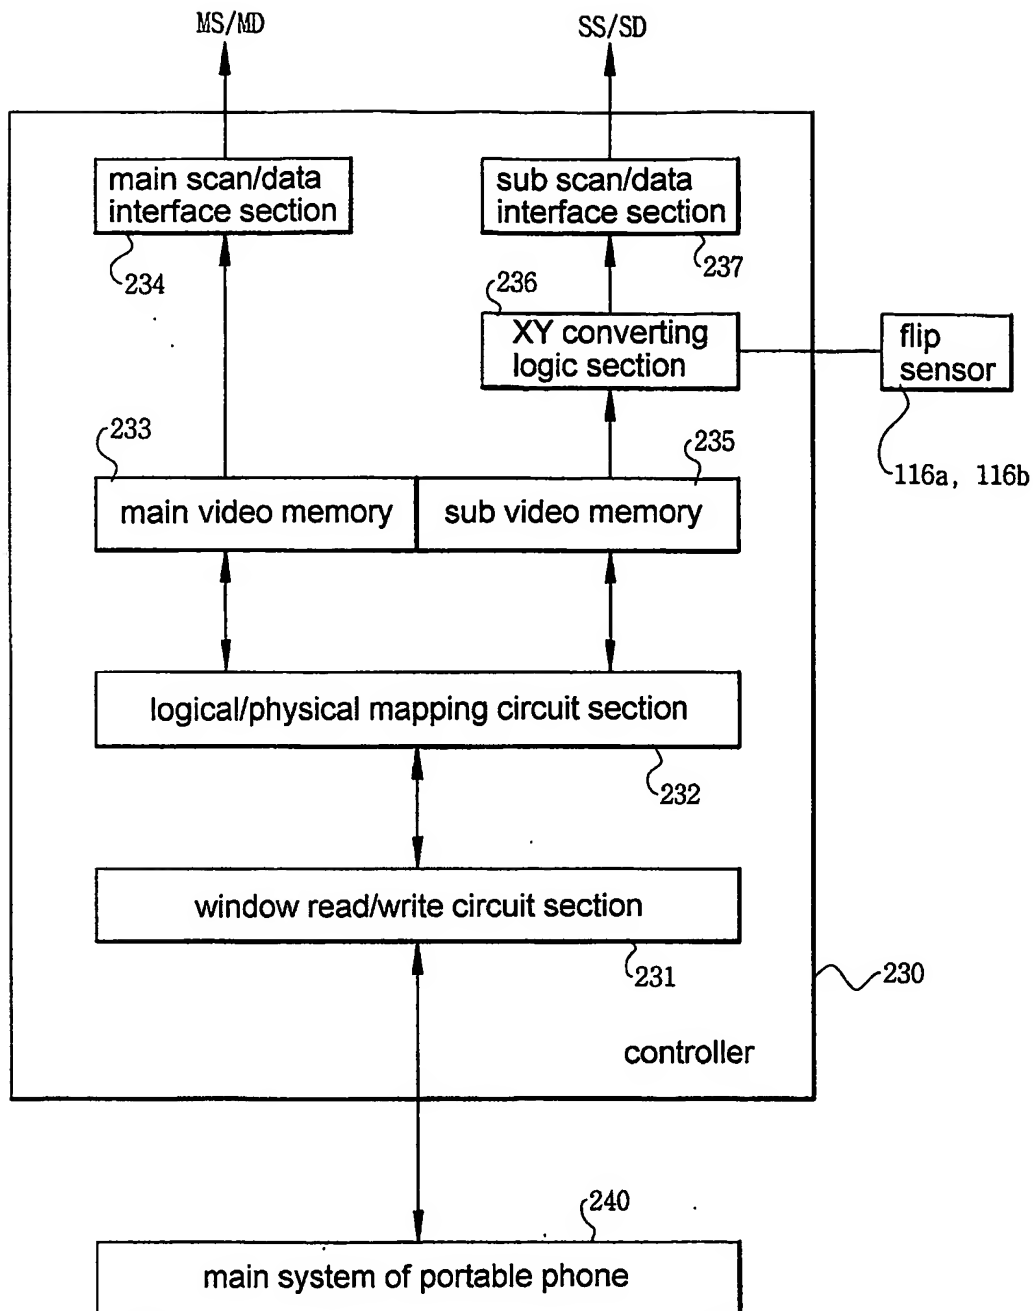 MS/MD
SS/SD
main scan/data
interface section
234
sub scan/data
interface section
237
236
XY converting
logic section
flip
sensor
116a, 116b
233
main video memory
235
sub video memory
logical/physical mapping circuit section
232
window read/write circuit section
231
230
controller
240
main system of portable phone